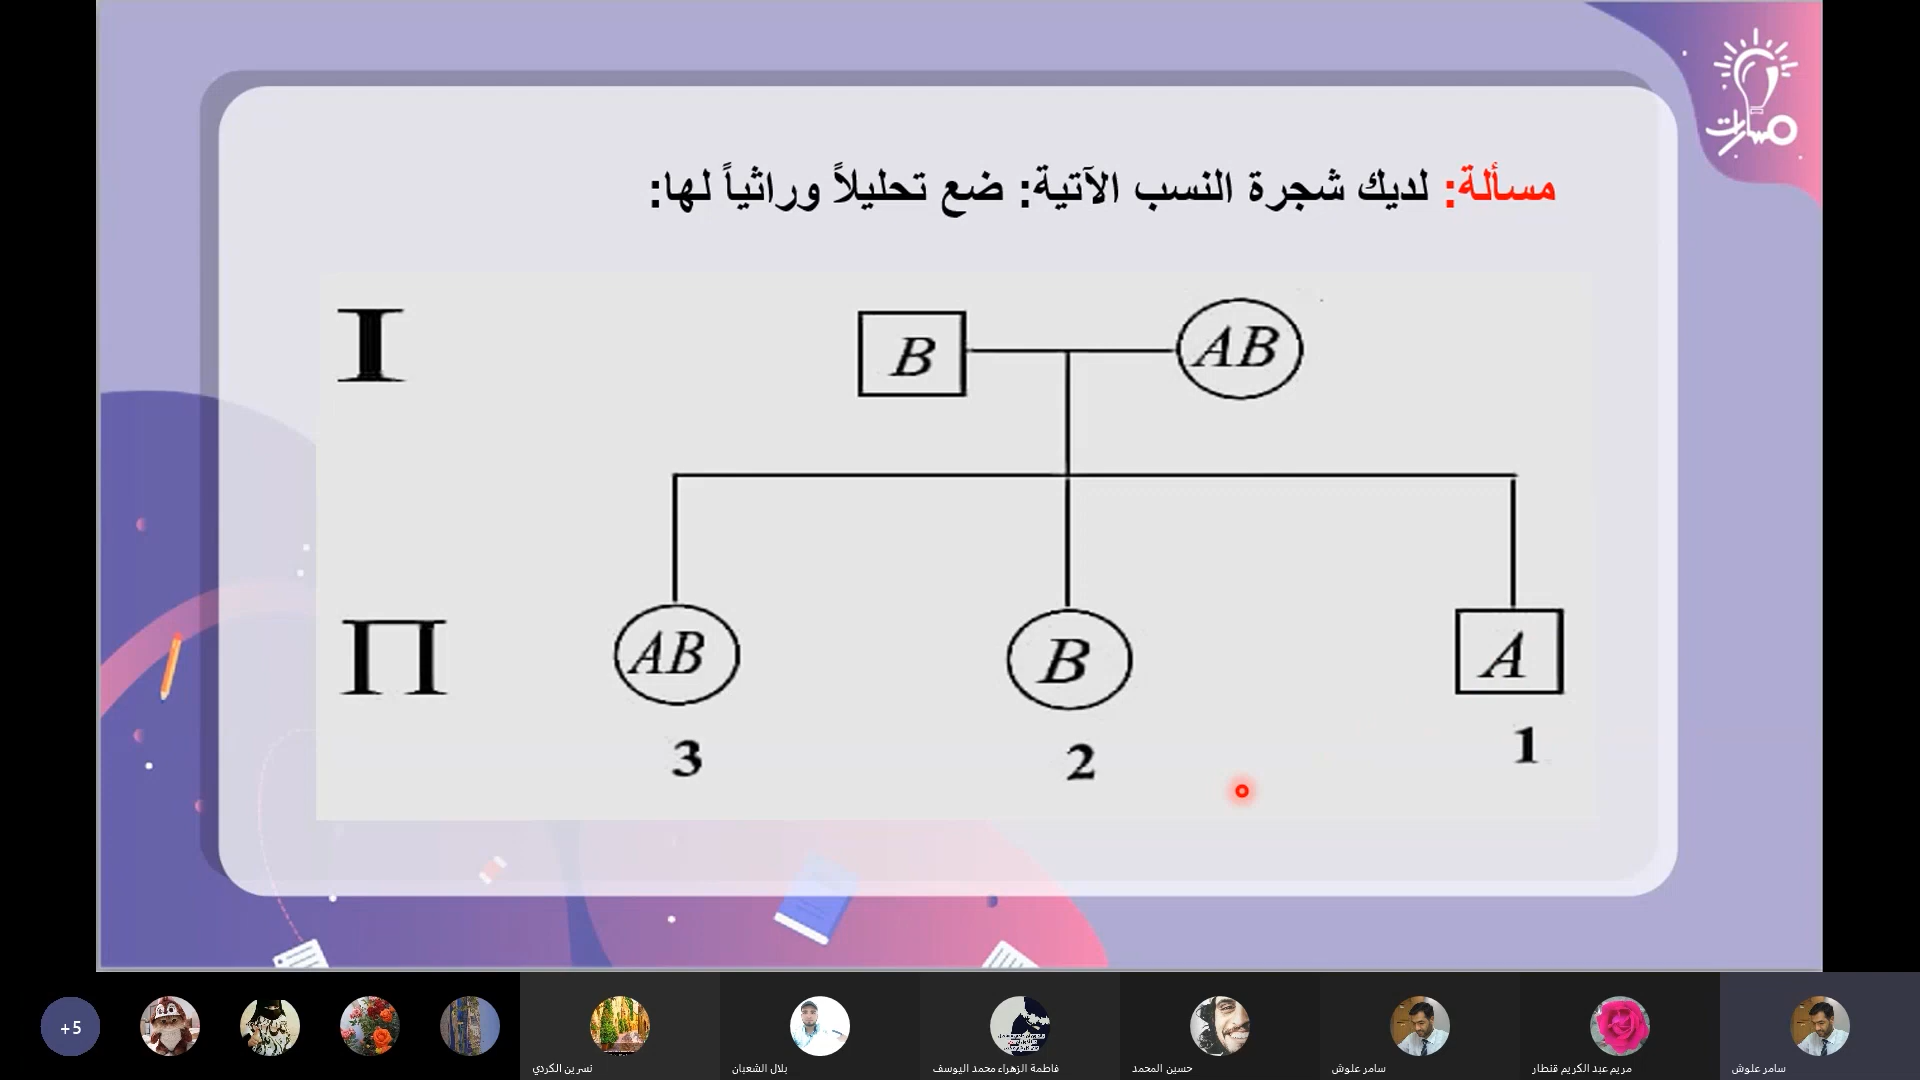 مسارات
مسألة: لديك شجرة النسب الآتية: ضع تحليلاً وراثياً لها:
I
B
AB
II
AB
B
A
3
2
1
+5
نسرين الكردي
بلال الشعبان
فاطمة الزهراء محمد اليوسف
حسين المحمد
سامر علوش
مريم عبد الكريم قنطار
سامر علوش